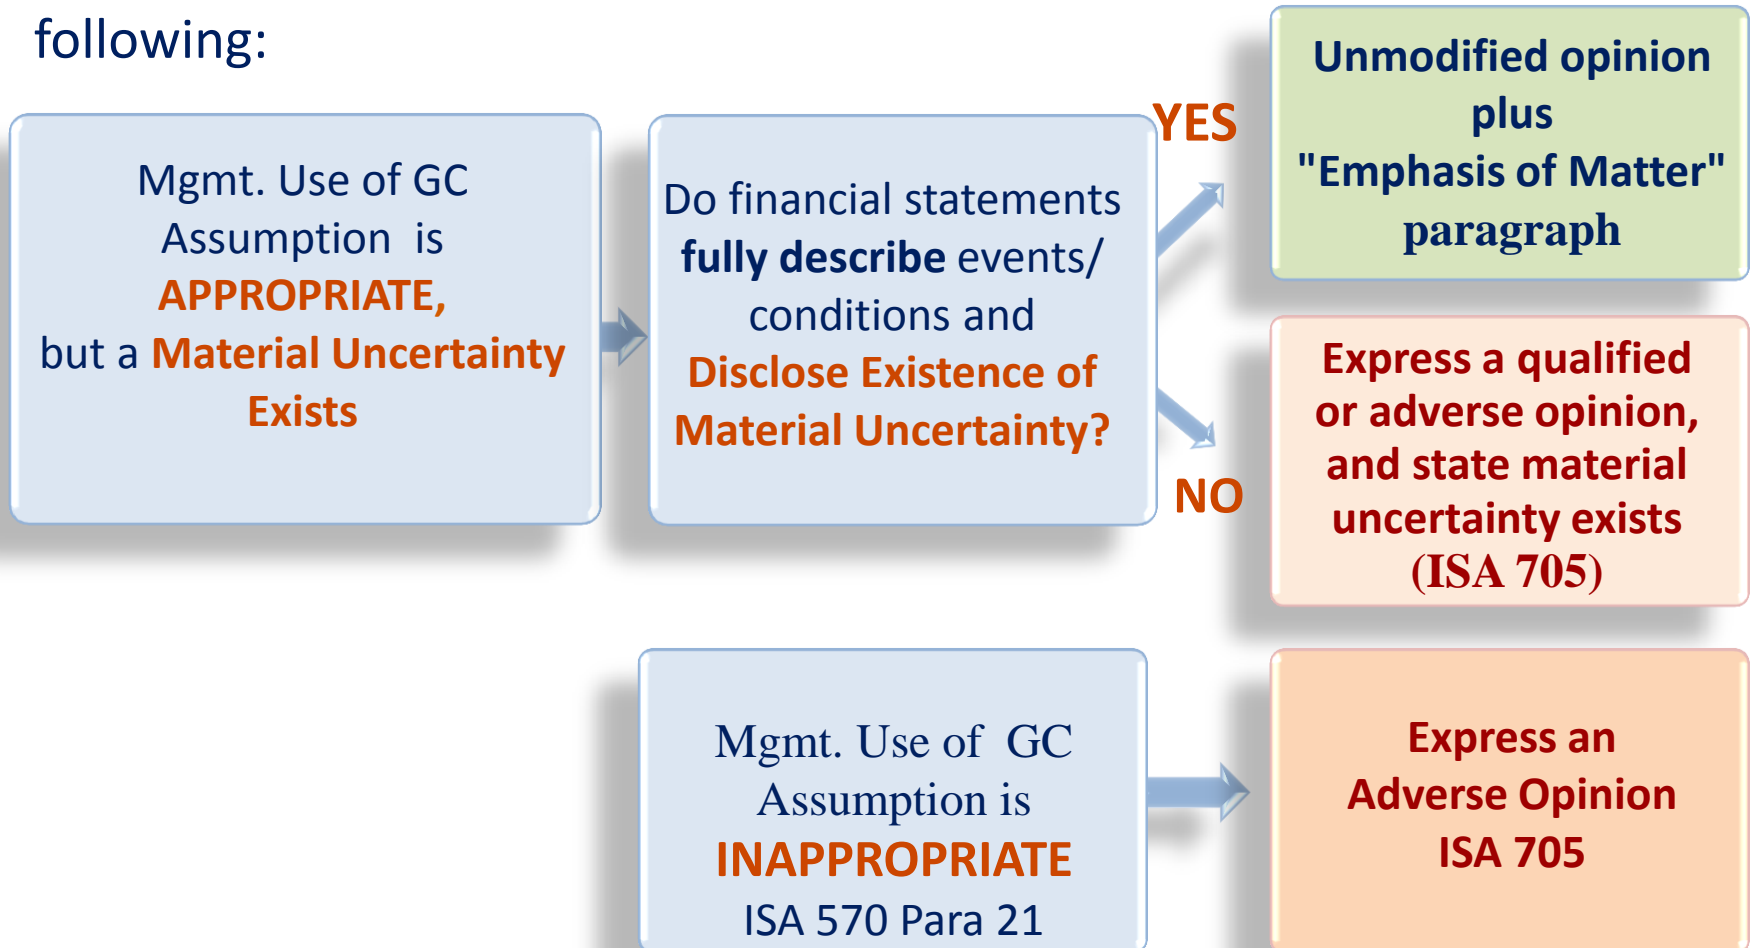 following:
Mgmt. Use of GC
Assumption is
APPROPRIATE,
but a Material Uncertainty
Exists
Do financial statements
fully describe events/
conditions and
Disclose Existence of
Material Uncertainty?
YES
Unmodified opinion
plus
"Emphasis of Matter"
paragraph
NO
Express a qualified
or adverse opinion,
and state material
uncertainty exists
(ISA 705)
Mgmt. Use of GC
Assumption is
INAPPROPRIATE
ISA 570 Para 21
Express an
Adverse Opinion
ISA 705